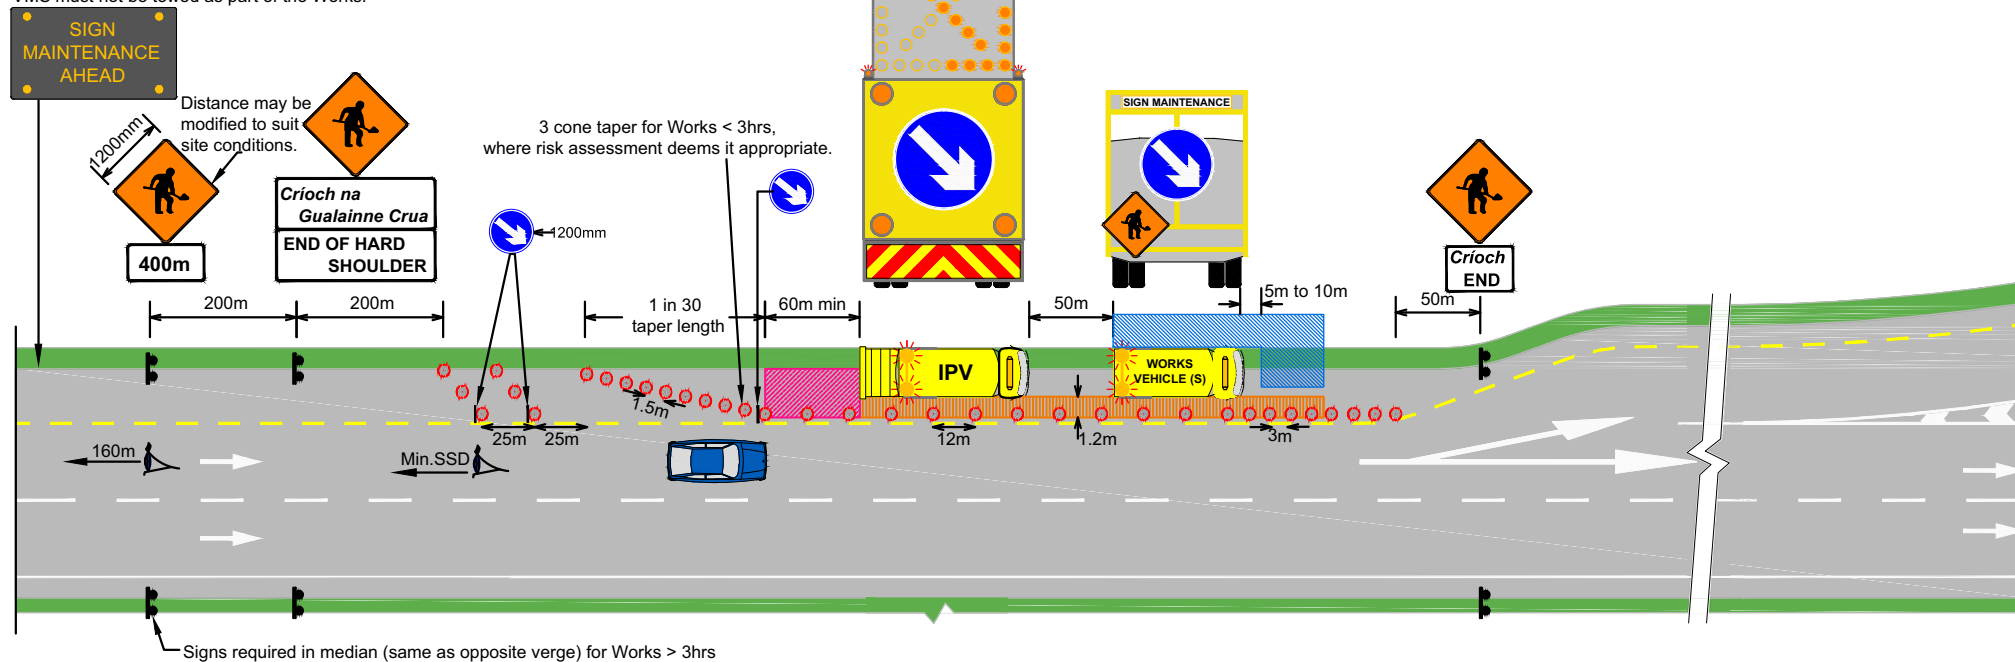 VMS must not be towed as part of the Works.
SIGN
MAINTENANCE
AHEAD
Distance may be
modified to suit
site conditions.
1200mm
400m
Críoch na
Gualainne Crua
END OF HARD
SHOULDER
1200mm
3 cone taper for Works < 3hrs,
where risk assessment deems it appropriate.
SIGN MAINTENANCE
Críoch
END
200m
200m
1 in 30
taper length
60m min
50m
5m to 10m
50m
IPV
WORKS
VEHICLE (S)
1.5m
25m
25m
12m
1.2m
3m
160m
Min.SSD
Signs required in median (same as opposite verge) for Works > 3hrs